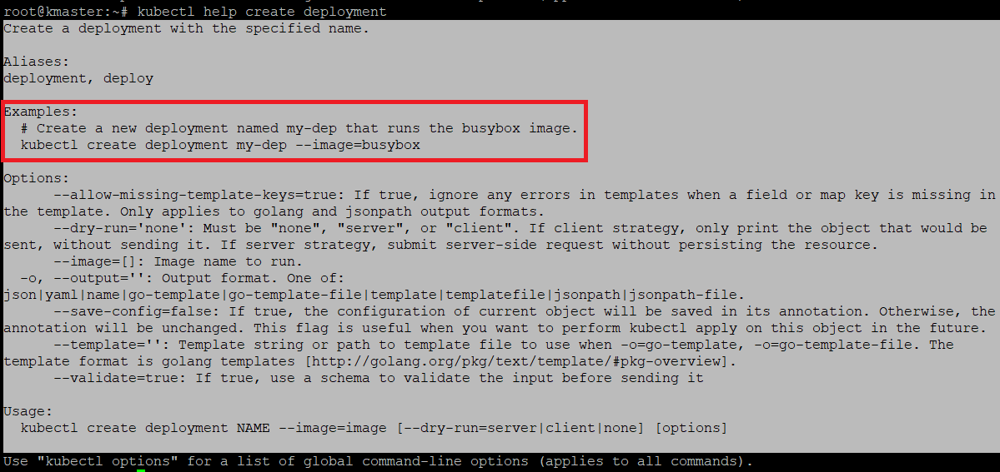 root@kmaster:~# kubectl help create deployment
Create a deployment with the specified name.
Aliases:
deployment, deploy
Examples:
  # Create a new deployment named my-dep that runs the busybox image.
  kubectl create deployment my-dep --image=busybox
Options:
      --allow-missing-template-keys=true: If true, ignore any errors in templates when a field or map key is missing in
the template. Only applies to golang and jsonpath output formats.
      --dry-run='none': Must be "none", "server", or "client". If client strategy, only print the object that would be
sent, without sending it. If server strategy, submit server-side request without persisting the resource.
      --image=[]: Image name to run.
  -o, --output='': Output format. One of:
json|yaml|name|go-template|go-template-file|template|templatefile|jsonpath|jsonpath-file.
      --save-config=false: If true, the configuration of current object will be saved in its annotation. Otherwise, the
annotation will be unchanged. This flag is useful when you want to perform kubectl apply on this object in the future.
      --template='': Template string or path to template file to use when -o=go-template, -o=go-template-file. The
template format is golang templates [http://golang.org/pkg/text/template/#pkg-overview].
      --validate=true: If true, use a schema to validate the input before sending it
Usage:
  kubectl create deployment NAME --image=image [--dry-run=server|client|none] [options]
Use "kubectl options" for a list of global command-line options (applies to all commands).